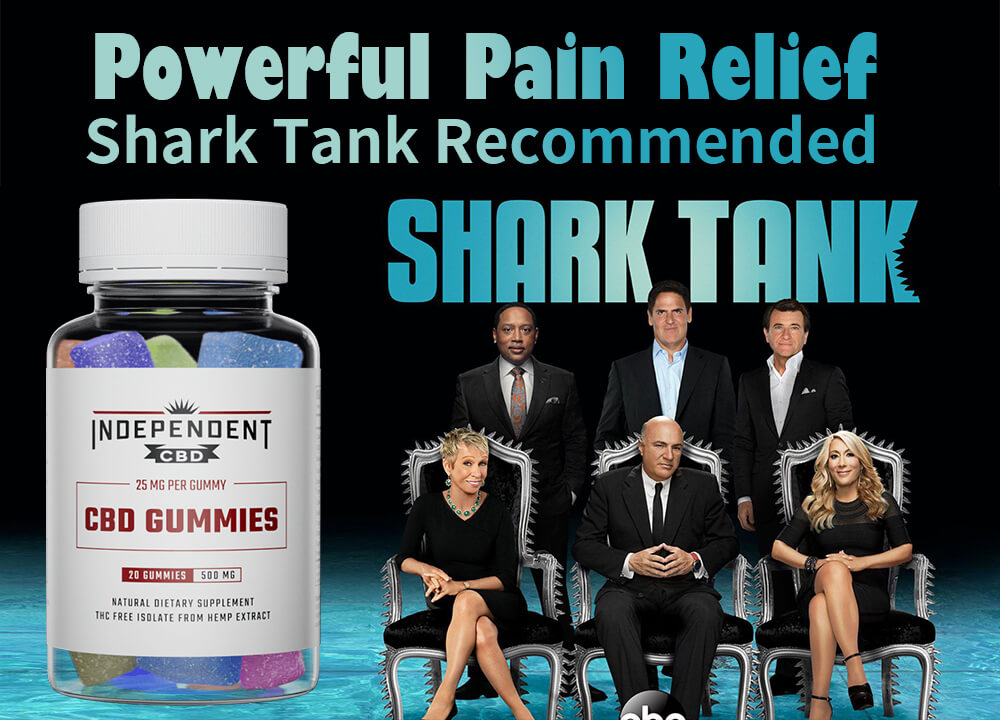 Powerful Pain Relief
Shark Tank Recommended
SHARK TANK
INDEPENDENT
CBD
25 MG PER GUMMY
CBD GUMMIES
20 GUMMIES 500 MG
NATURAL DIETARY SUPPLEMENT
THC FREE ISOLATE FROM HEMP EXTRACT
abc